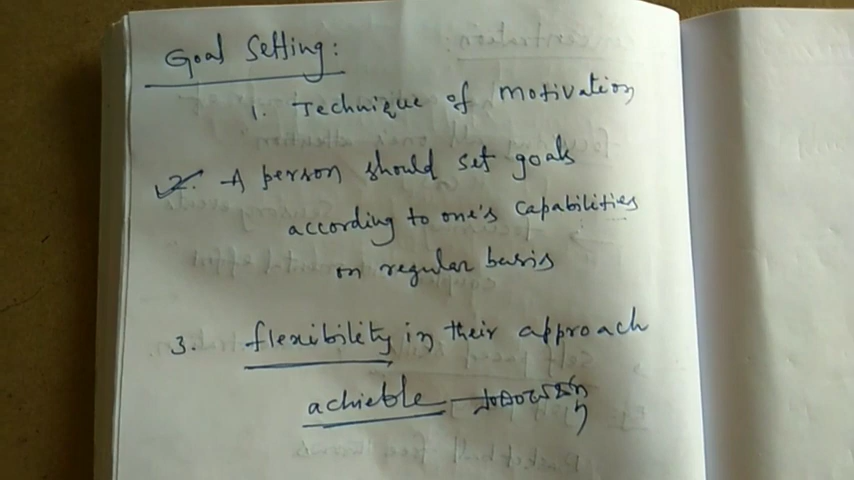 Goal Setting:
1. Technique of motivation
2. A person should set goals
according to one's capabilities
on regular basis
3. flexibility in their approach
achieble